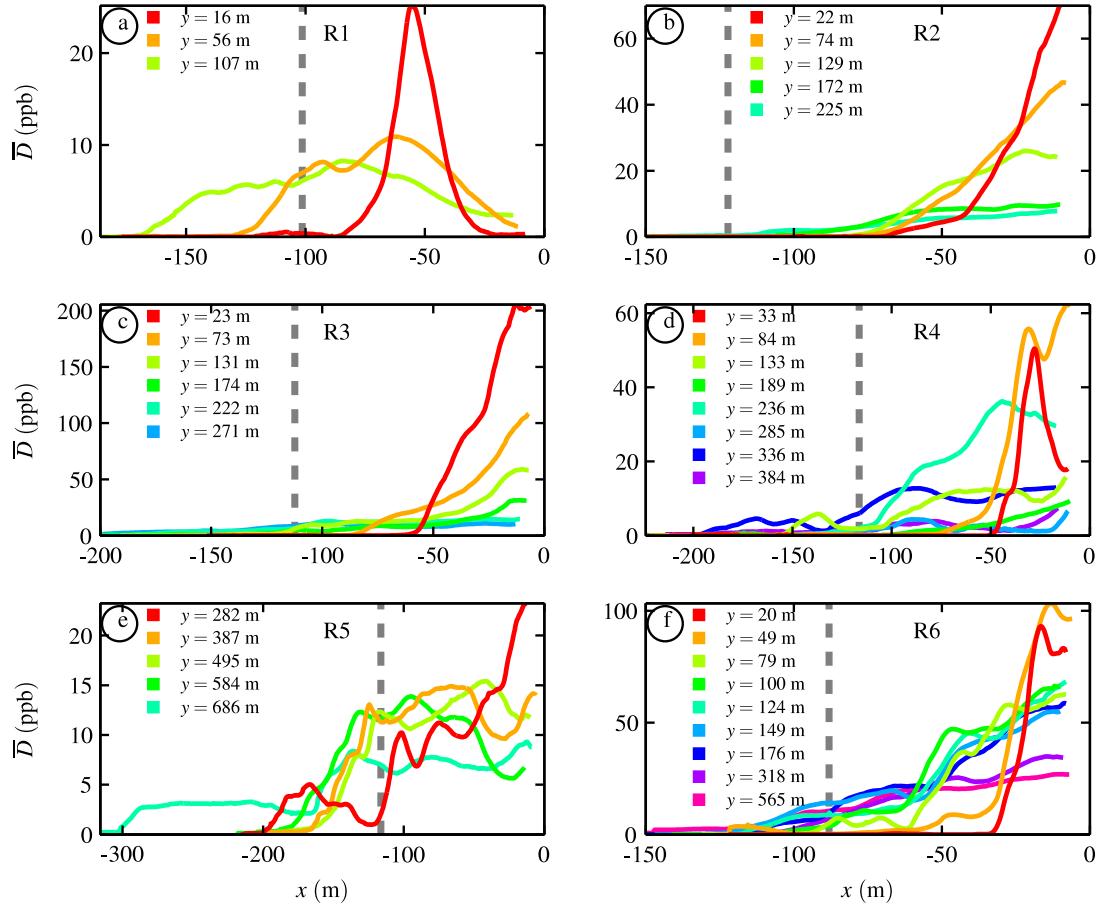 a
R1
y = 16 m
y = 56 m
y = 107 m
D (ppb)
20
10
0
-150
-100
-50
0
b
R2
y = 22 m
y = 74 m
y = 129 m
y = 172 m
y = 225 m
60
40
20
0
-150
-100
-50
0
c
R3
y = 23 m
y = 73 m
y = 131 m
y = 174 m
y = 222 m
y = 271 m
D (ppb)
200
150
100
50
0
-200
-150
-100
-50
0
d
R4
y = 33 m
y = 84 m
y = 133 m
y = 189 m
y = 236 m
y = 285 m
y = 336 m
y = 384 m
60
40
20
0
-200
-150
-100
-50
0
e
R5
y = 282 m
y = 387 m
y = 495 m
y = 584 m
y = 686 m
D (ppb)
20
15
10
5
0
-300
-200
-100
0
x (m)
f
R6
y = 20 m
y = 49 m
y = 79 m
y = 100 m
y = 124 m
y = 149 m
y = 176 m
y = 318 m
y = 565 m
100
50
0
-150
-100
-50
0
x (m)